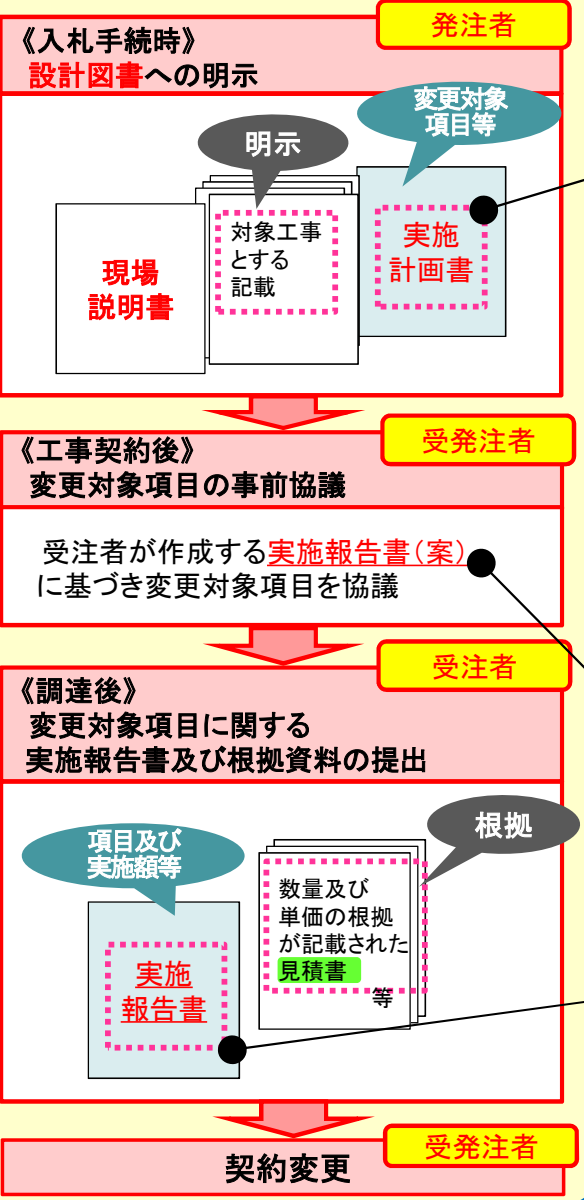 発注者
《入札手続時》
設計図書への明示
変更対象
項目等
明示
対象工事
とする
記載
実施
計画書
現場
説明書
受発注者
《工事契約後》
変更対象項目の事前協議
受注者が作成する実施報告書(案)
に基づき変更対象項目を協議
受注者
《調達後》
変更対象項目に関する
実施報告書及び根拠資料の提出
根拠
項目及び
実施額等
数量及び
単価の根拠
が記載された
見積書
等
実施
報告書
受発注者
契約変更